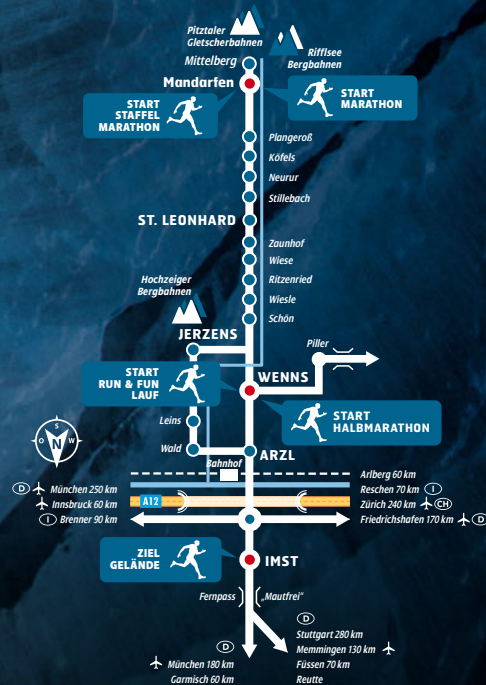 Pitztaler
Gletscherbahnen
Rifflsee
Bergbahnen
Mittelberg
Mandarfen
START
STAFFEL
MARATHON
START
MARATHON
Plangeroß
Köfels
Neurur
Stillebach
ST. LEONHARD
Zaunhof
Wiese
Ritzenried
Wiesle
Schön
Hochzeiger
Bergbahnen
JERZENS
Piller
START
RUN & FUN
LAUF
WENNS
START
HALBMARATHON
Leins
Wald
ARZL
S
O N W
Bahnhof
D München 250 km
Innsbruck 60 km
I Brenner 90 km
A12
Arlberg 60 km
Reschen 70 km I
Zürich 240 km CH
Friedrichshafen 170 km D
ZIEL
GELÄNDE
IMST
Fernpass „Mautfrei“
D
München 180 km
Garmisch 60 km
D
Stuttgart 280 km
Memmingen 130 km
Füssen 70 km
Reutte